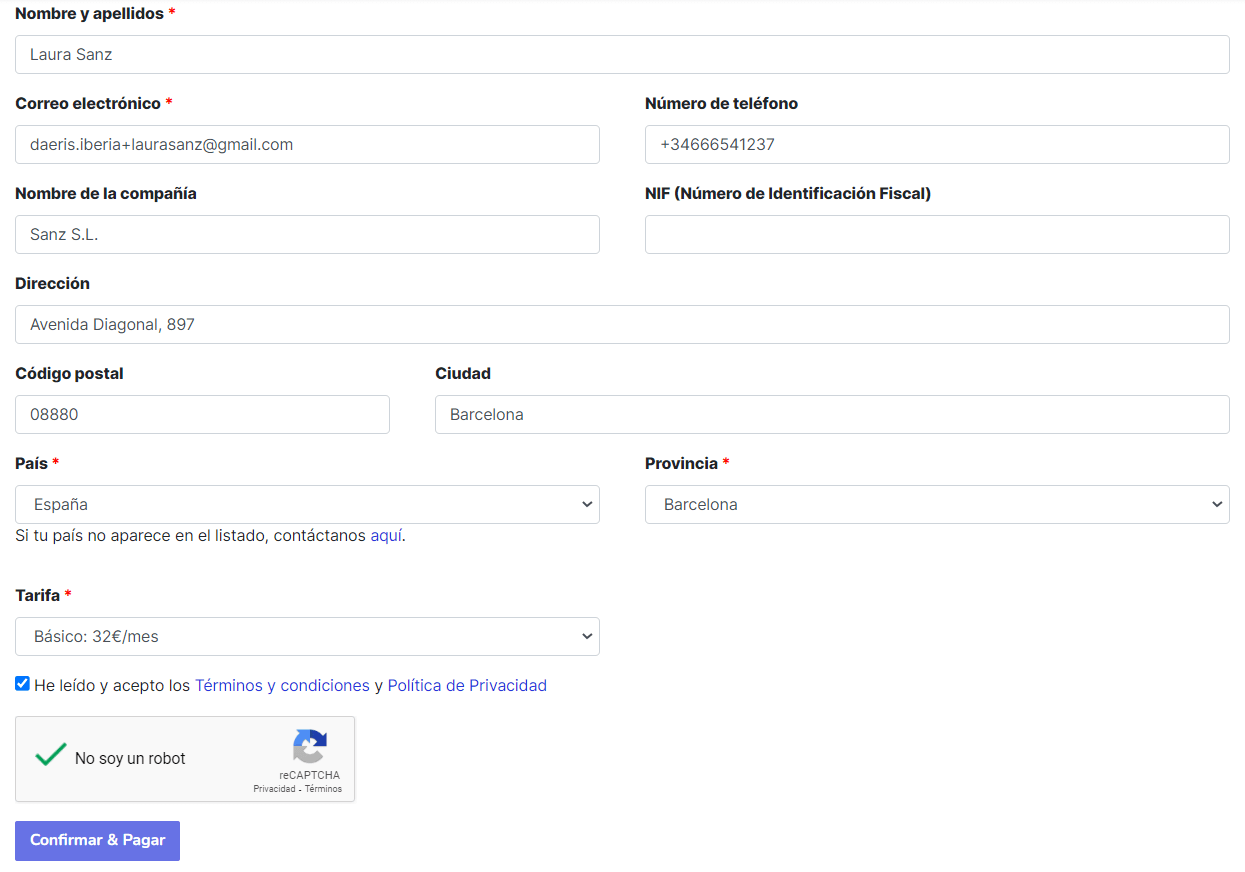 Nombre y apellidos *
Laura Sanz
Correo electrónico *
Número de teléfono
daeris.iberia+laurasanz@gmail.com
+34666541237
Nombre de la compañía
NIF (Número de Identificación Fiscal)
Sanz S.L.
Dirección
Avenida Diagonal, 897
Código postal
Ciudad
08880
Barcelona
País *
Provincia *
España
Barcelona
Si tu país no aparece en el listado, contáctanos aquí.
Tarifa *
Básico: 32€/mes
He leído y acepto los Términos y condiciones y Política de Privacidad
No soy un robot
reCAPTCHA
Privacidad - Términos
Confirmar & Pagar